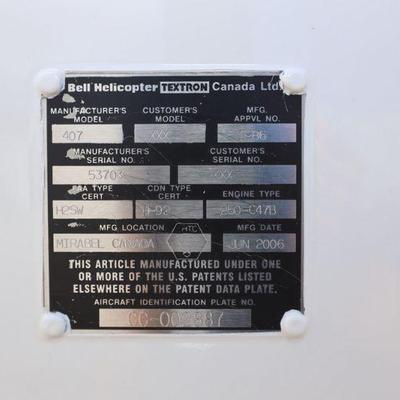 Bell Helicopter TEXTRON Canada Ltd
MANUFACTURER'S MODEL CUSTOMER'S MODEL MFG. APPVL NO.
407 XXX
MANUFACTURER'S SERIAL NO. CUSTOMER'S SERIAL NO.
53703 XXX
FAA TYPE CERT CDN TYPE CERT ENGINE TYPE
H2SW H-92 250-C47B
MFG LOCATION MFG DATE
MIRABEL CANADA JUN 2006
THIS ARTICLE MANUFACTURED UNDER ONE
OR MORE OF THE U.S. PATENTS LISTED
ELSEWHERE ON THE PATENT DATA PLATE.
AIRCRAFT IDENTIFICATION PLATE NO.